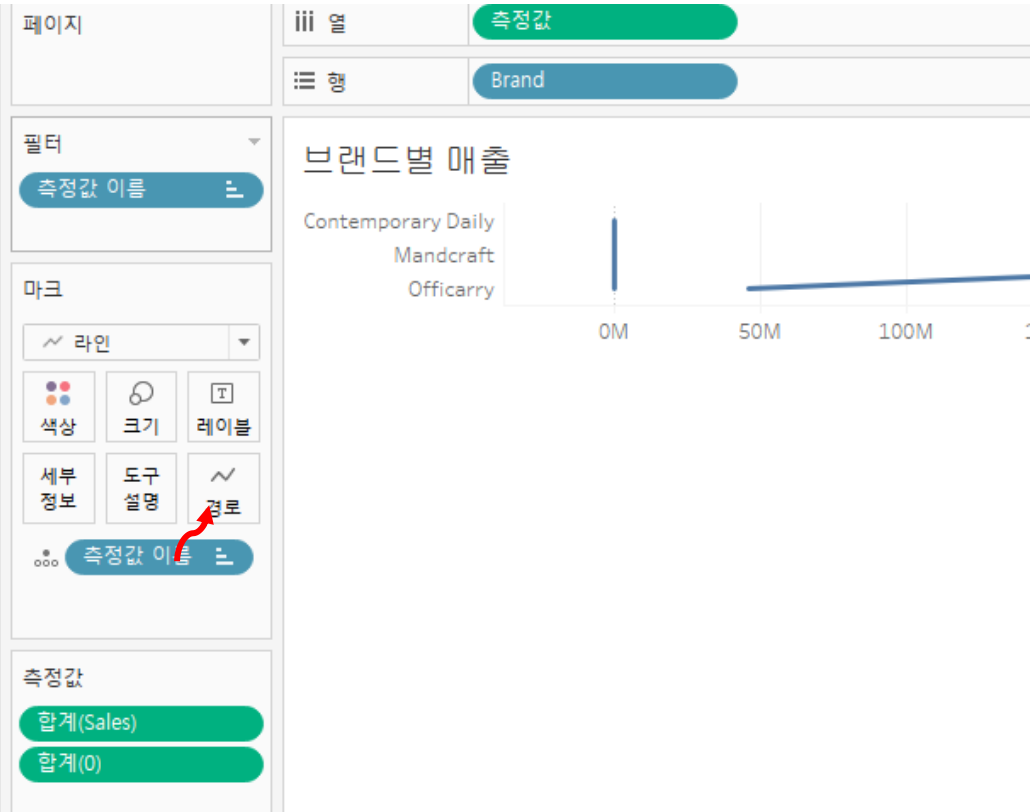 페이지
열
측정값
행
Brand
필터
측정값 이름
브랜드별 매출
Contemporary Daily
Mandcraft
Officarry
0M
50M
100M
마크
라인
색상
크기
T
레이블
세부
정보
도구
설명
경로
측정값 이름
측정값
합계(Sales)
합계(0)